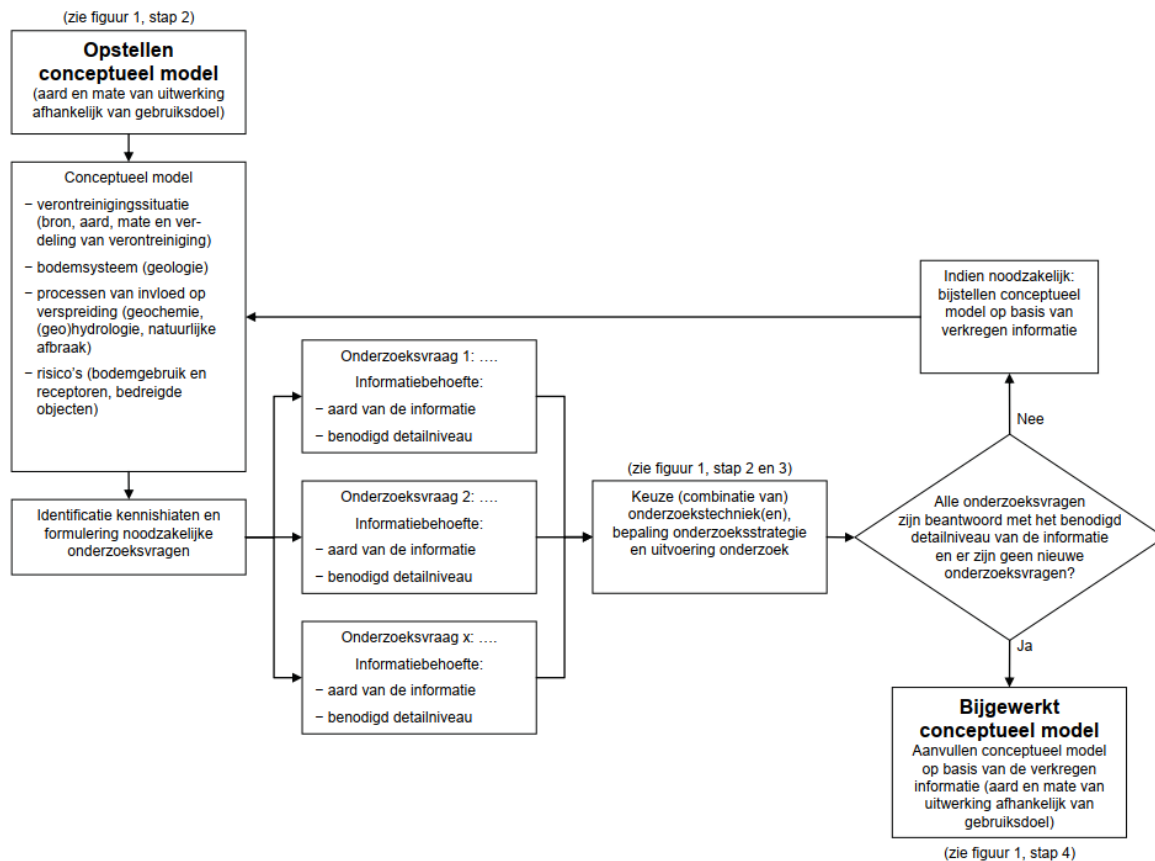 (zie figuur 1, stap 2)
Opstellen
conceptueel model
(aard en mate van uitwerking
afhankelijk van gebruiksdoel)
Conceptueel model
− verontreinigingssituatie
(bron, aard, mate en ver-
deling van verontreiniging)
− bodemsysteem (geologie)
− processen van invloed op
verspreiding (geochemie,
(geo)hydrologie, natuurlijke
afbraak)
− risico's (bodemgebruik en
receptoren, bedreigde
objecten)
Identificatie kennishiaten en
formulering noodzakelijke
onderzoeksvragen
Onderzoeksvraag 1: ….
Informatiebehoefte:
− aard van de informatie
− benodigd detailniveau
Onderzoeksvraag 2: ….
Informatiebehoefte:
− aard van de informatie
− benodigd detailniveau
Onderzoeksvraag x: ….
Informatiebehoefte:
− aard van de informatie
− benodigd detailniveau
(zie figuur 1, stap 2 en 3)
Keuze (combinatie van)
onderzoekstechniek(en),
bepaling onderzoeksstrategie
en uitvoering onderzoek
Indien noodzakelijk:
bijstellen conceptueel
model op basis van
verkregen informatie
Nee
Alle onderzoeksvragen
zijn beantwoord met het benodigd
detailniveau van de informatie
en er zijn geen nieuwe
onderzoeksvragen?
Ja
Bijgewerkt
conceptueel model
Aanvullen conceptueel model
op basis van de verkregen
informatie (aard en mate van
uitwerking afhankelijk van
gebruiksdoel)
(zie figuur 1, stap 4)